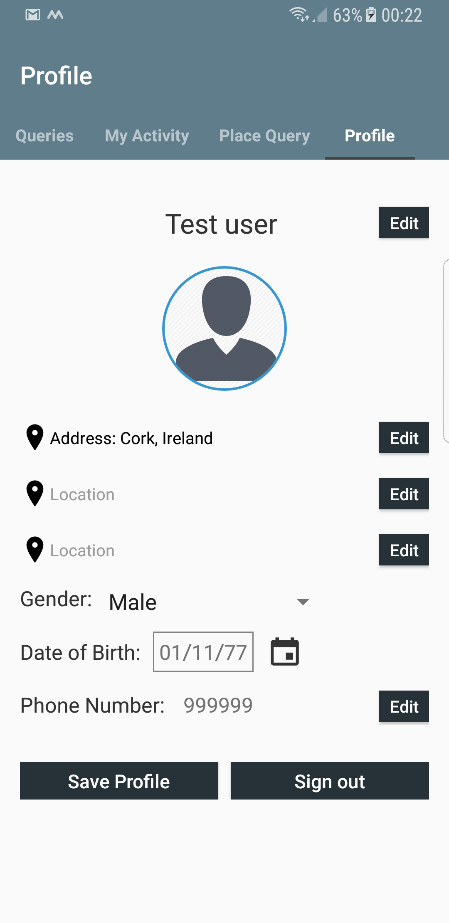 63% 00:22
Profile
Queries My Activity Place Query Profile
Test user Edit
Address: Cork, Ireland Edit
Location Edit
Location Edit
Gender: Male
Date of Birth: 01/11/77
Phone Number: 999999 Edit
Save Profile Sign out